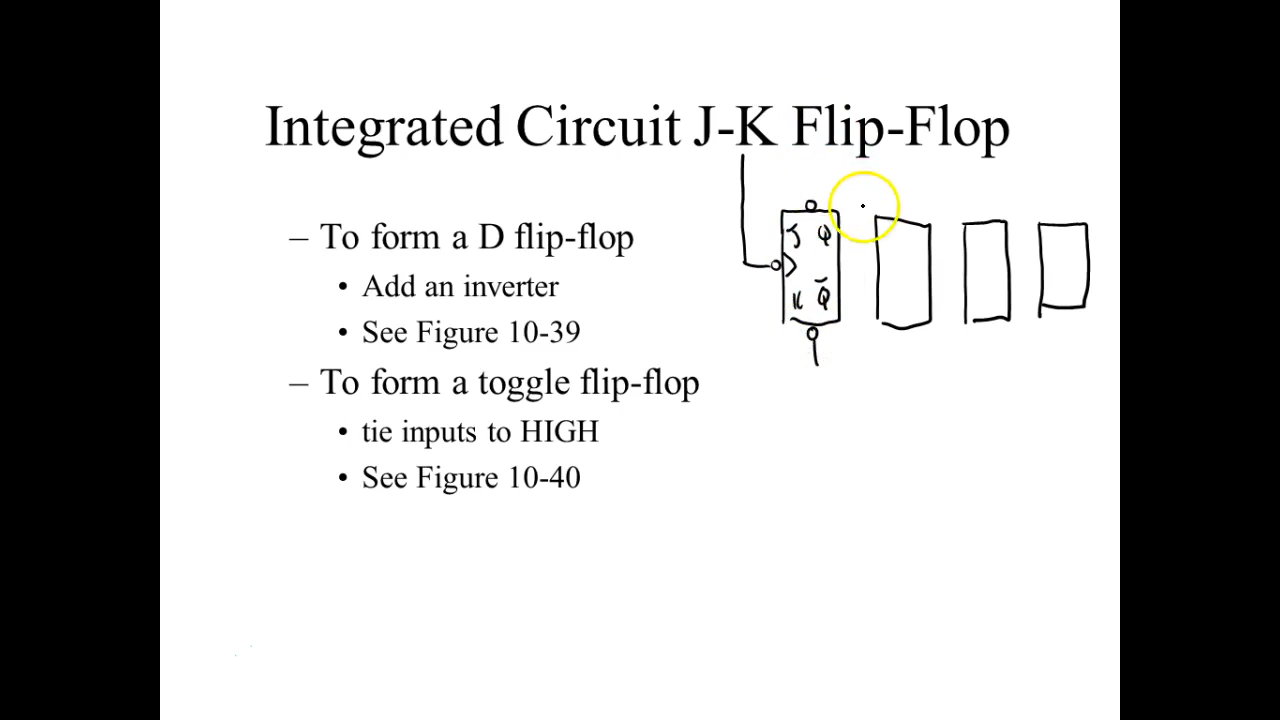 Integrated Circuit J-K Flip-Flop
– To form a D flip-flop
• Add an inverter
• See Figure 10-39
– To form a toggle flip-flop
• tie inputs to HIGH
• See Figure 10-40
J Q
K Q̅